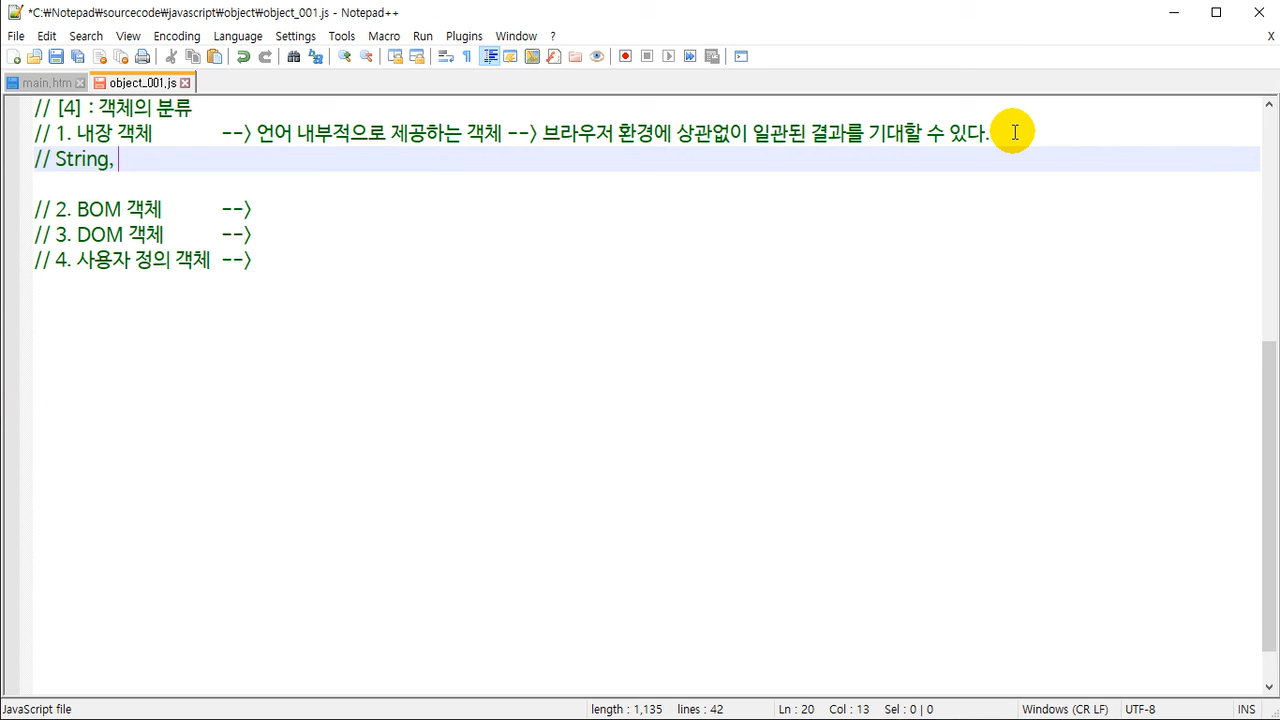 *C:₩Notepad₩sourcecode₩javascript₩object₩object_001.js - Notepad++
File Edit Search View Encoding Language Settings Tools Macro Run Plugins Window ? X
main.htm object_001.js
// [4] : 객체의 분류
// 1. 내장 객체 --> 언어 내부적으로 제공하는 객체 --> 브라우저 환경에 상관없이 일관된 결과를 기대할 수 있다.
// String,
// 2. BOM 객체 -->
// 3. DOM 객체 -->
// 4. 사용자 정의 객체 -->
JavaScript file length : 1,135 lines : 42 Ln : 20 Col : 13 Sel : 0 | 0 Windows (CR LF) UTF-8 INS